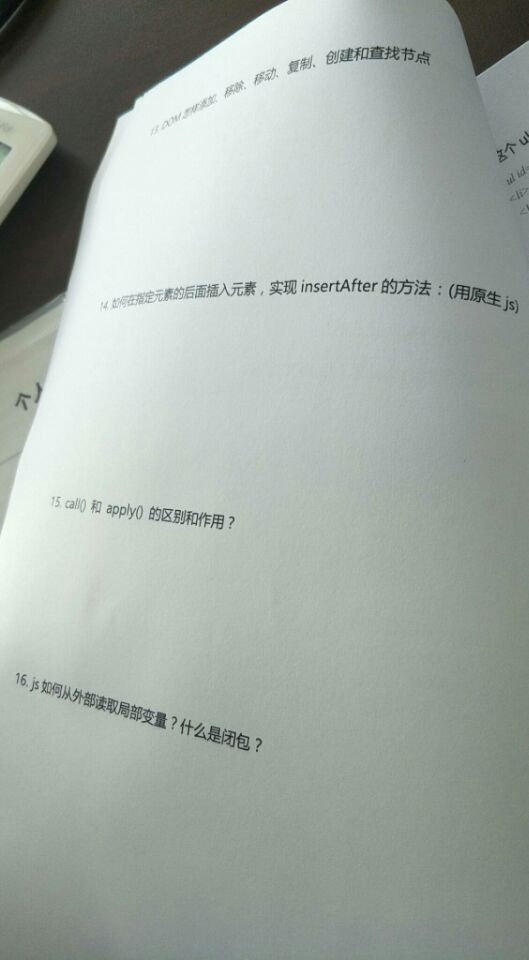 13. DOM 怎样添加、移除、移动、复制、创建和查找节点
14. 如何在指定元素的后面插入元素，实现 insertAfter 的方法：(用原生 js)
15. call() 和 apply() 的区别和作用？
16. js 如何从外部读取局部变量？什么是闭包？